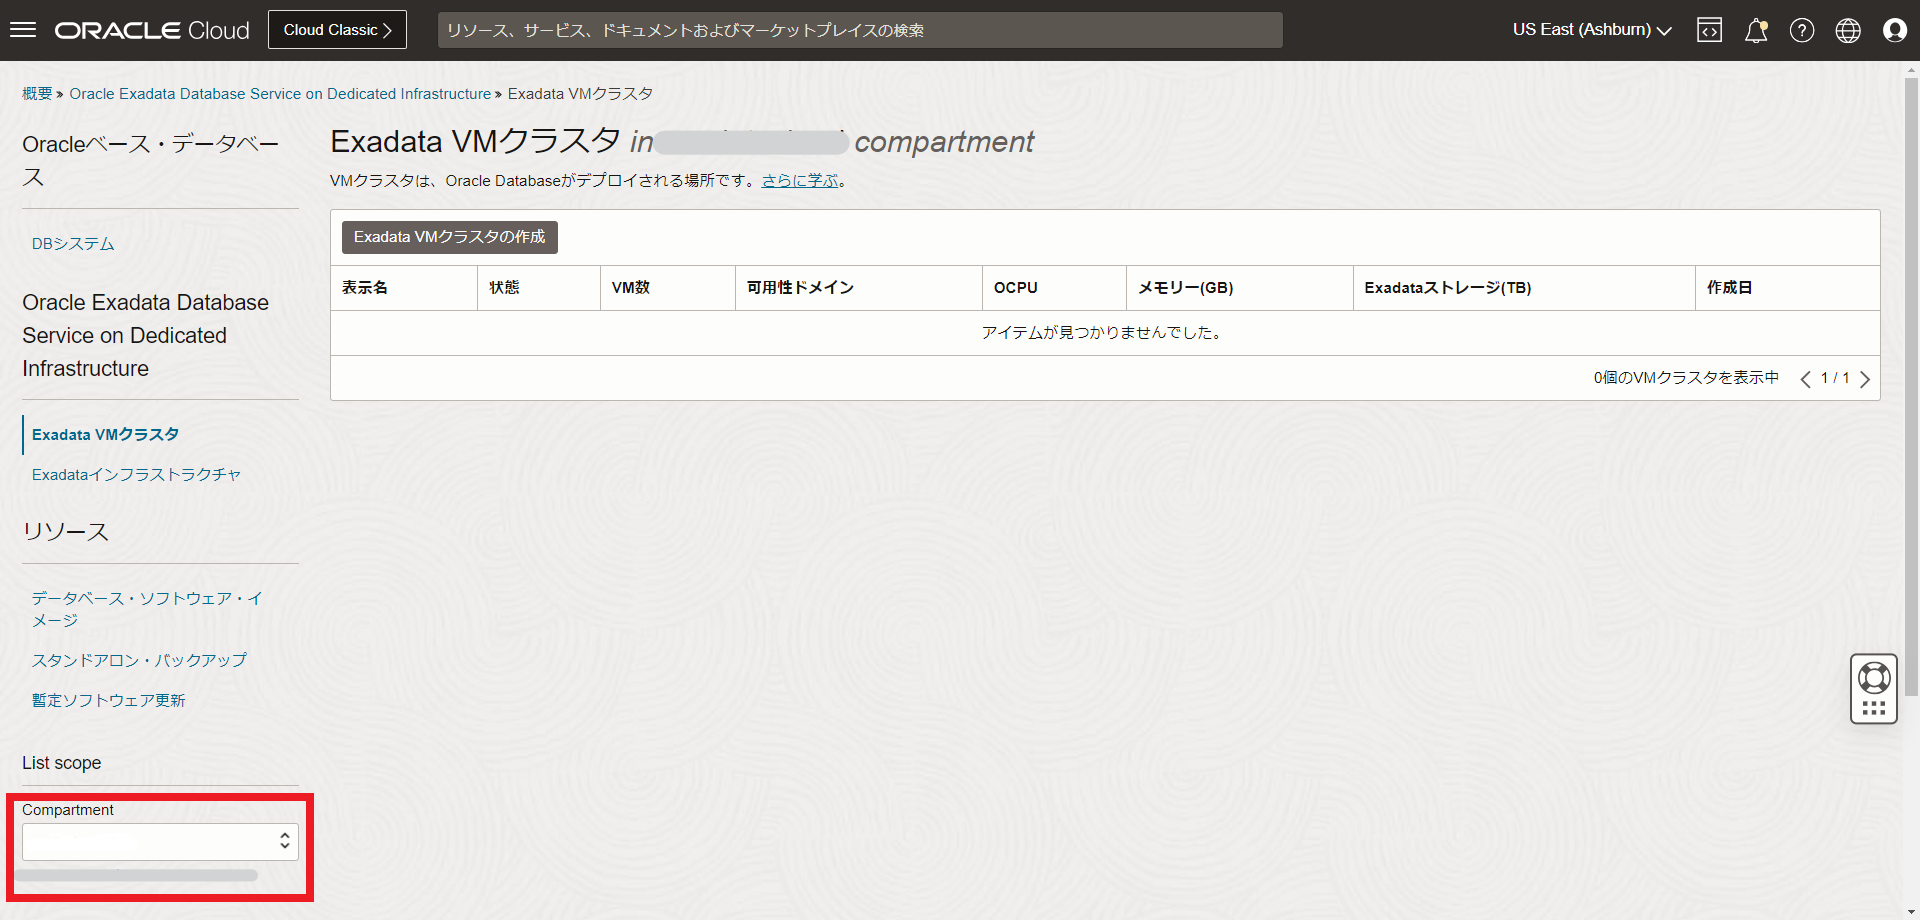 ORACLE Cloud
Cloud Classic
リソース、サービス、ドキュメントおよびマーケットプレイスの検索
US East (Ashburn)
概要 » Oracle Exadata Database Service on Dedicated Infrastructure » Exadata VMクラスタ
Oracleベース・データベー
ス
DBシステム
Oracle Exadata Database
Service on Dedicated
Infrastructure
Exadata VMクラスタ
Exadataインフラストラクチャ
リソース
データベース・ソフトウェア・イ
メージ
スタンドアロン・バックアップ
暫定ソフトウェア更新
List scope
Compartment
Exadata VMクラスタ in compartment
VMクラスタは、Oracle Databaseがデプロイされる場所です。さらに学ぶ。
Exadata VMクラスタの作成
表示名 状態 VM数 可用性ドメイン OCPU メモリー(GB) Exadataストレージ(TB) 作成日
アイテムが見つかりませんでした。
0個のVMクラスタを表示中 1 / 1